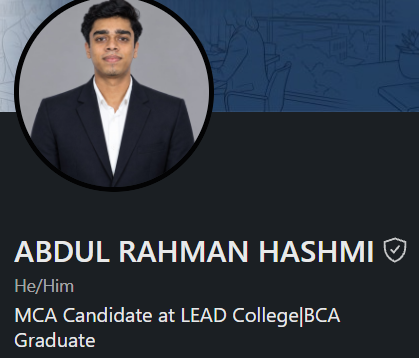 ABDUL RAHMAN HASHMI
He/Him
MCA Candidate at LEAD College|BCA
Graduate